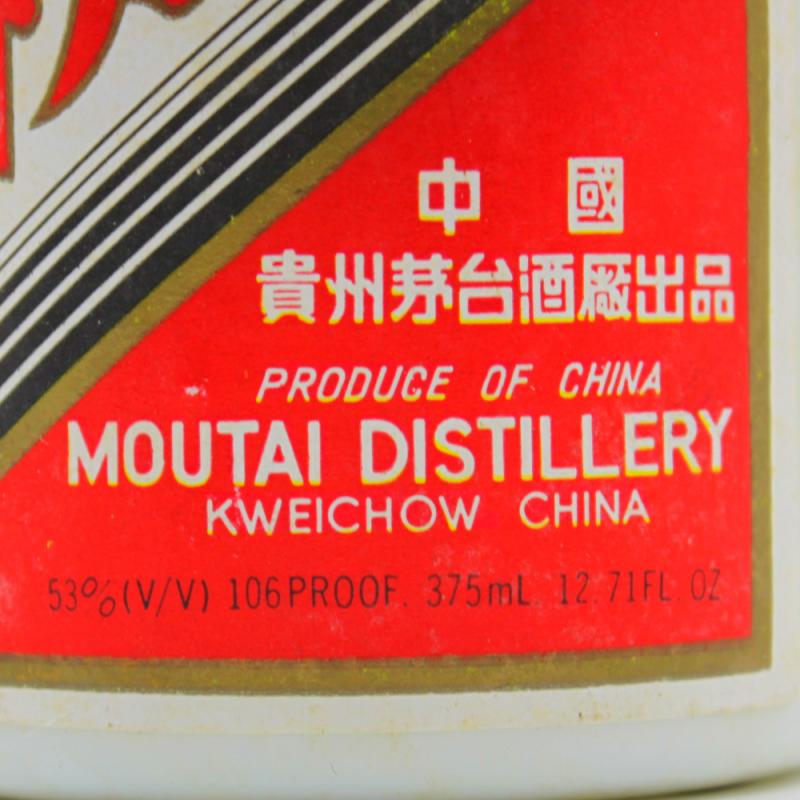 中國
貴州茅台酒厰出品
PRODUCE OF CHINA
MOUTAI DISTILLERY
KWEICHOW CHINA
53%(V/V) 106PROOF. 375mL. 12.71FL.OZ